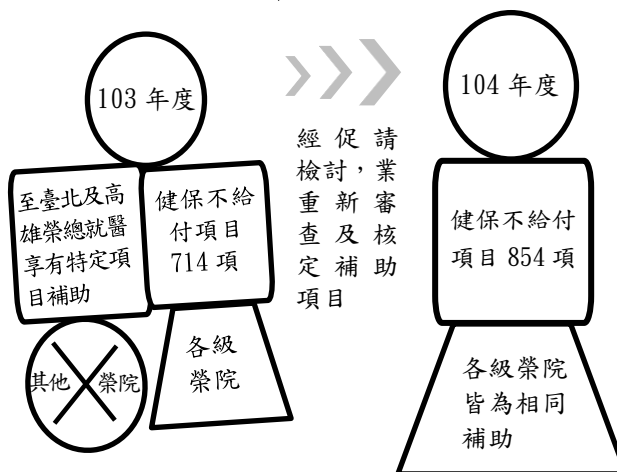 103 年度
至臺北及高
雄榮總就醫
享有特定項
目補助
健保不給
付項目
714 項
其他
榮院
各級
榮院
經促請
檢討，業
重新審
查及核
定補助
項目
104 年度
健保不給付
項目 854 項
各級榮院
皆為相同
補助